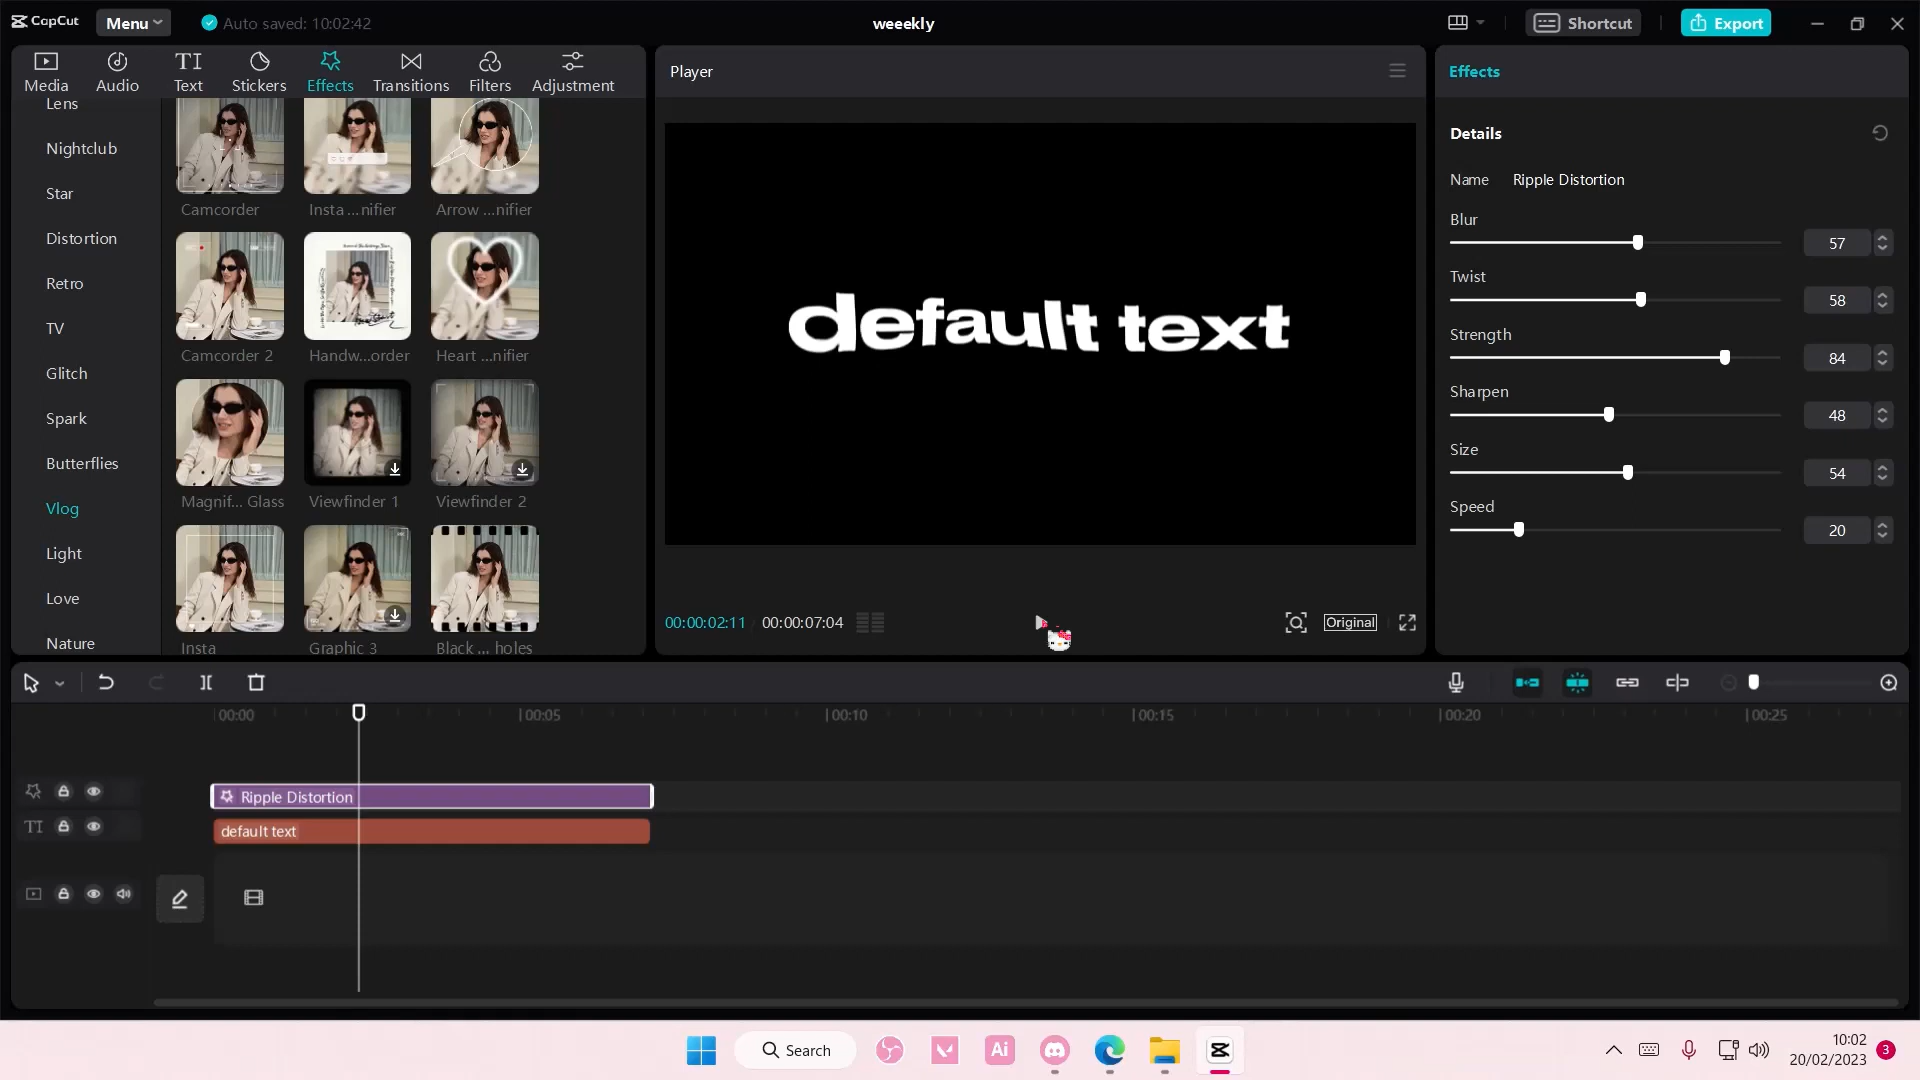 CapCut
Menu
Auto saved: 10:02:42
weeekly
Shortcut
Export
Media
Audio
Text
Stickers
Effects
Transitions
Filters
Adjustment
Lens
Nightclub
Star
Distortion
Retro
TV
Glitch
Spark
Butterflies
Vlog
Light
Love
Nature
Camcorder
Insta ...nifier
Arrow ...nifier
Camcorder 2
Handw...order
Heart ...nifier
Magnif... Glass
Viewfinder 1
Viewfinder 2
Insta
Graphic 3
Black ... holes
Player
default text
00:00:02:11
00:00:07:04
Original
Effects
Details
Name Ripple Distortion
Blur
57
Twist
58
Strength
84
Sharpen
48
Size
54
Speed
20
00:00
00:05
00:10
00:15
00:20
00:25
Ripple Distortion
TI
default text
Search
Ai
10:02
20/02/2023
3